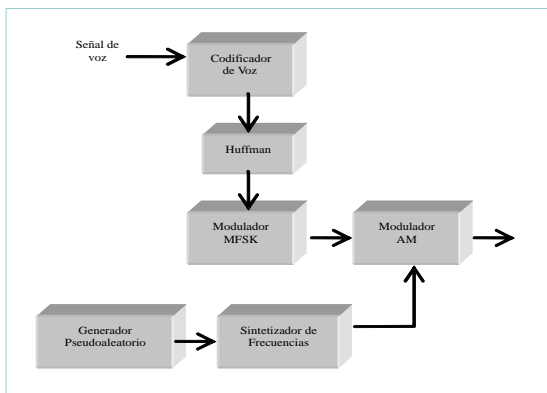 Señal de
voz
Codificador
de Voz
Huffman
Modulador
MFSK
Modulador
AM
Generador
Pseudoaleatorio
Sintetizador de
Frecuencias